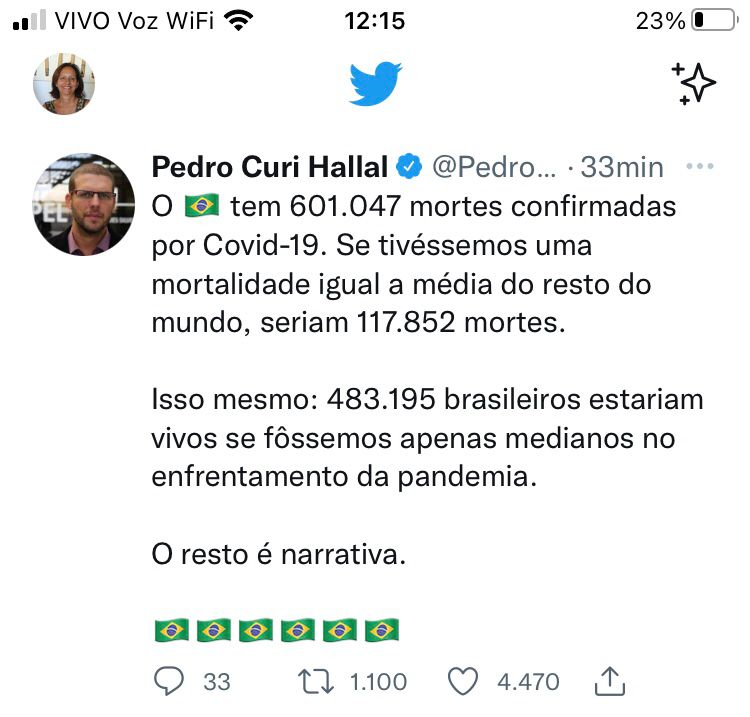 VIVO Voz WiFi 12:15 23%
Pedro Curi Hallal @Pedro... · 33min
O 🇧🇷 tem 601.047 mortes confirmadas
por Covid-19. Se tivéssemos uma
mortalidade igual a média do resto do
mundo, seriam 117.852 mortes.
Isso mesmo: 483.195 brasileiros estariam
vivos se fôssemos apenas medianos no
enfrentamento da pandemia.
O resto é narrativa.
🇧🇷🇧🇷🇧🇷🇧🇷🇧🇷🇧🇷
33 1.100 4.470